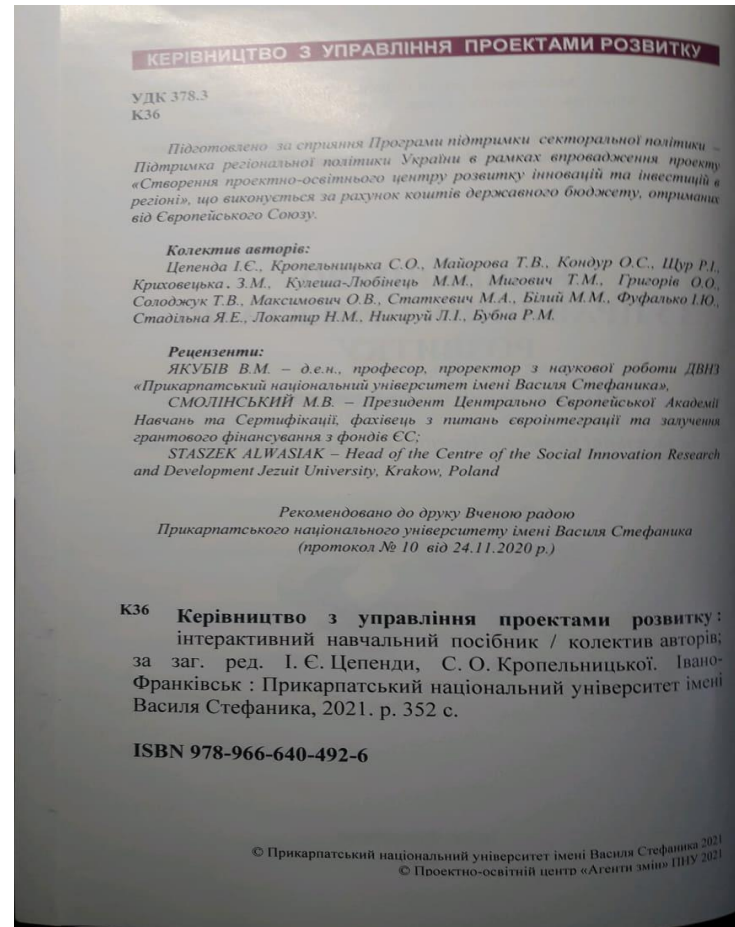 КЕРІВНИЦТВО З УПРАВЛІННЯ ПРОЕКТАМИ РОЗВИТКУ
УДК 378.3
К36
Підготовлено за сприяння Програми підтримки секторальної політики –
Підтримка регіональної політики України в рамках впровадження проекту
«Створення проектно-освітнього центру розвитку інновацій та інвестицій в
регіоні», що виконується за рахунок коштів державного бюджету, отриманих
від Європейського Союзу.
Колектив авторів:
Цепенда І.Є., Кропельницька С.О., Майорова Т.В., Кондур О.С., Щур Р.І.,
Криховецька. З.М., Кулеша-Любінець М.М., Мигович Т.М., Григорів О.О.,
Солоджук Т.В., Максимович О.В., Статкевич М.А., Білий М.М., Фуфалько І.Ю.,
Стадільна Я.Е., Локатир Н.М., Никируй Л.І., Бубна Р.М.
Рецензенти:
ЯКУБІВ В.М. – д.е.н., професор, проректор з наукової роботи ДВНЗ
«Прикарпатський національний університет імені Василя Стефаника»,
СМОЛІНСЬКИЙ М.В. – Президент Центрально Європейської Академії
Навчань та Сертифікації, фахівець з питань євроінтеграції та залучення
грантового фінансування з фондів ЄС;
STASZEK ALWASIAK – Head of the Centre of the Social Innovation Research
and Development Jezuit University, Krakow, Poland
Рекомендовано до друку Вченою радою
Прикарпатського національного університету імені Василя Стефаника
(протокол № 10 від 24.11.2020 р.)
К36 Керівництво з управління проектами розвитку :
інтерактивний навчальний посібник / колектив авторів;
за заг. ред. І. Є. Цепенди, С. О. Кропельницької. Івано-
Франківськ : Прикарпатський національний університет імені
Василя Стефаника, 2021. р. 352 с.
ISBN 978-966-640-492-6
© Прикарпатський національний університет імені Василя Стефаника 2021
© Проектно-освітній центр «Агенти змін» ПНУ 2021